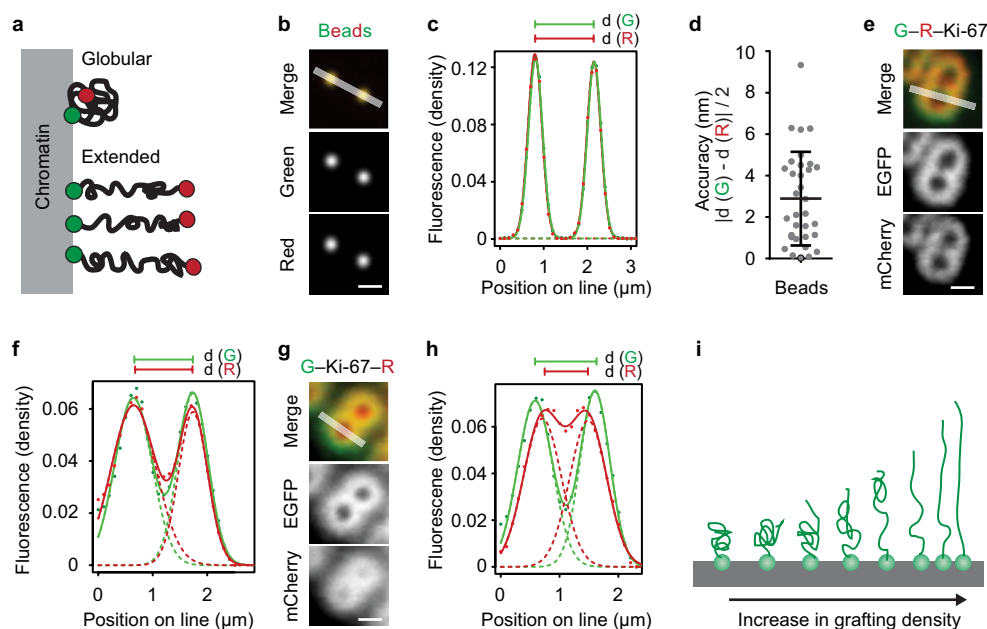 a
Chromatin
Globular
Extended
b
Beads
Merge
Green
Red
c
d (G)
d (R)
Fluorescence (density)
0.12
0.08
0.04
0
0
1
2
3
Position on line (µm)
d
Accuracy (nm)
|d (G) - d (R)| / 2
10
8
6
4
2
0
Beads
e
G–R–Ki-67
Merge
EGFP
mCherry
f
d (G)
d (R)
Fluorescence (density)
0.06
0.04
0.02
0
0
1
2
Position on line (µm)
g
G–Ki-67–R
Merge
EGFP
mCherry
h
d (G)
d (R)
Fluorescene (density)
0.06
0.04
0.02
0
0
1
2
Position on line (µm)
i
Increase in grafting density